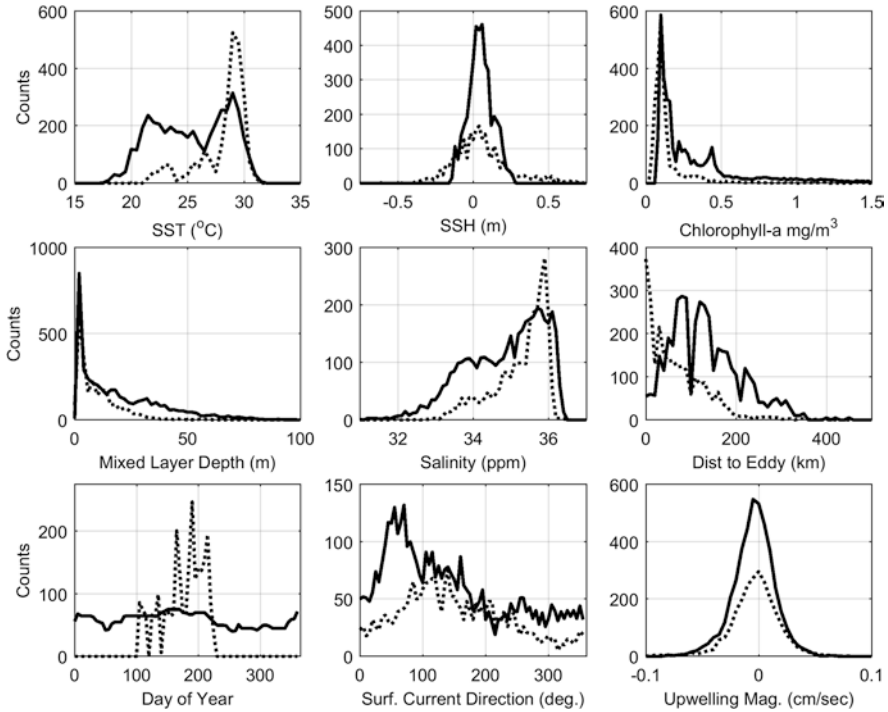 600
400
200
0
Counts
15 20 25 30 35
SST (°C)
500
400
300
200
100
0
-0.5 0 0.5
SSH (m)
600
400
200
0
0 0.5 1 1.5
Chlorophyll-a mg/m³
1000
500
0
Counts
0 50 100
Mixed Layer Depth (m)
300
200
100
0
32 34 36
Salinity (ppm)
400
300
200
100
0
0 200 400
Dist to Eddy (km)
200
100
0
Counts
0 100 200 300
Day of Year
150
100
50
0
0 100 200 300
Surf. Current Direction (deg.)
600
400
200
0
-0.1 0 0.1
Upwelling Mag. (cm/sec)